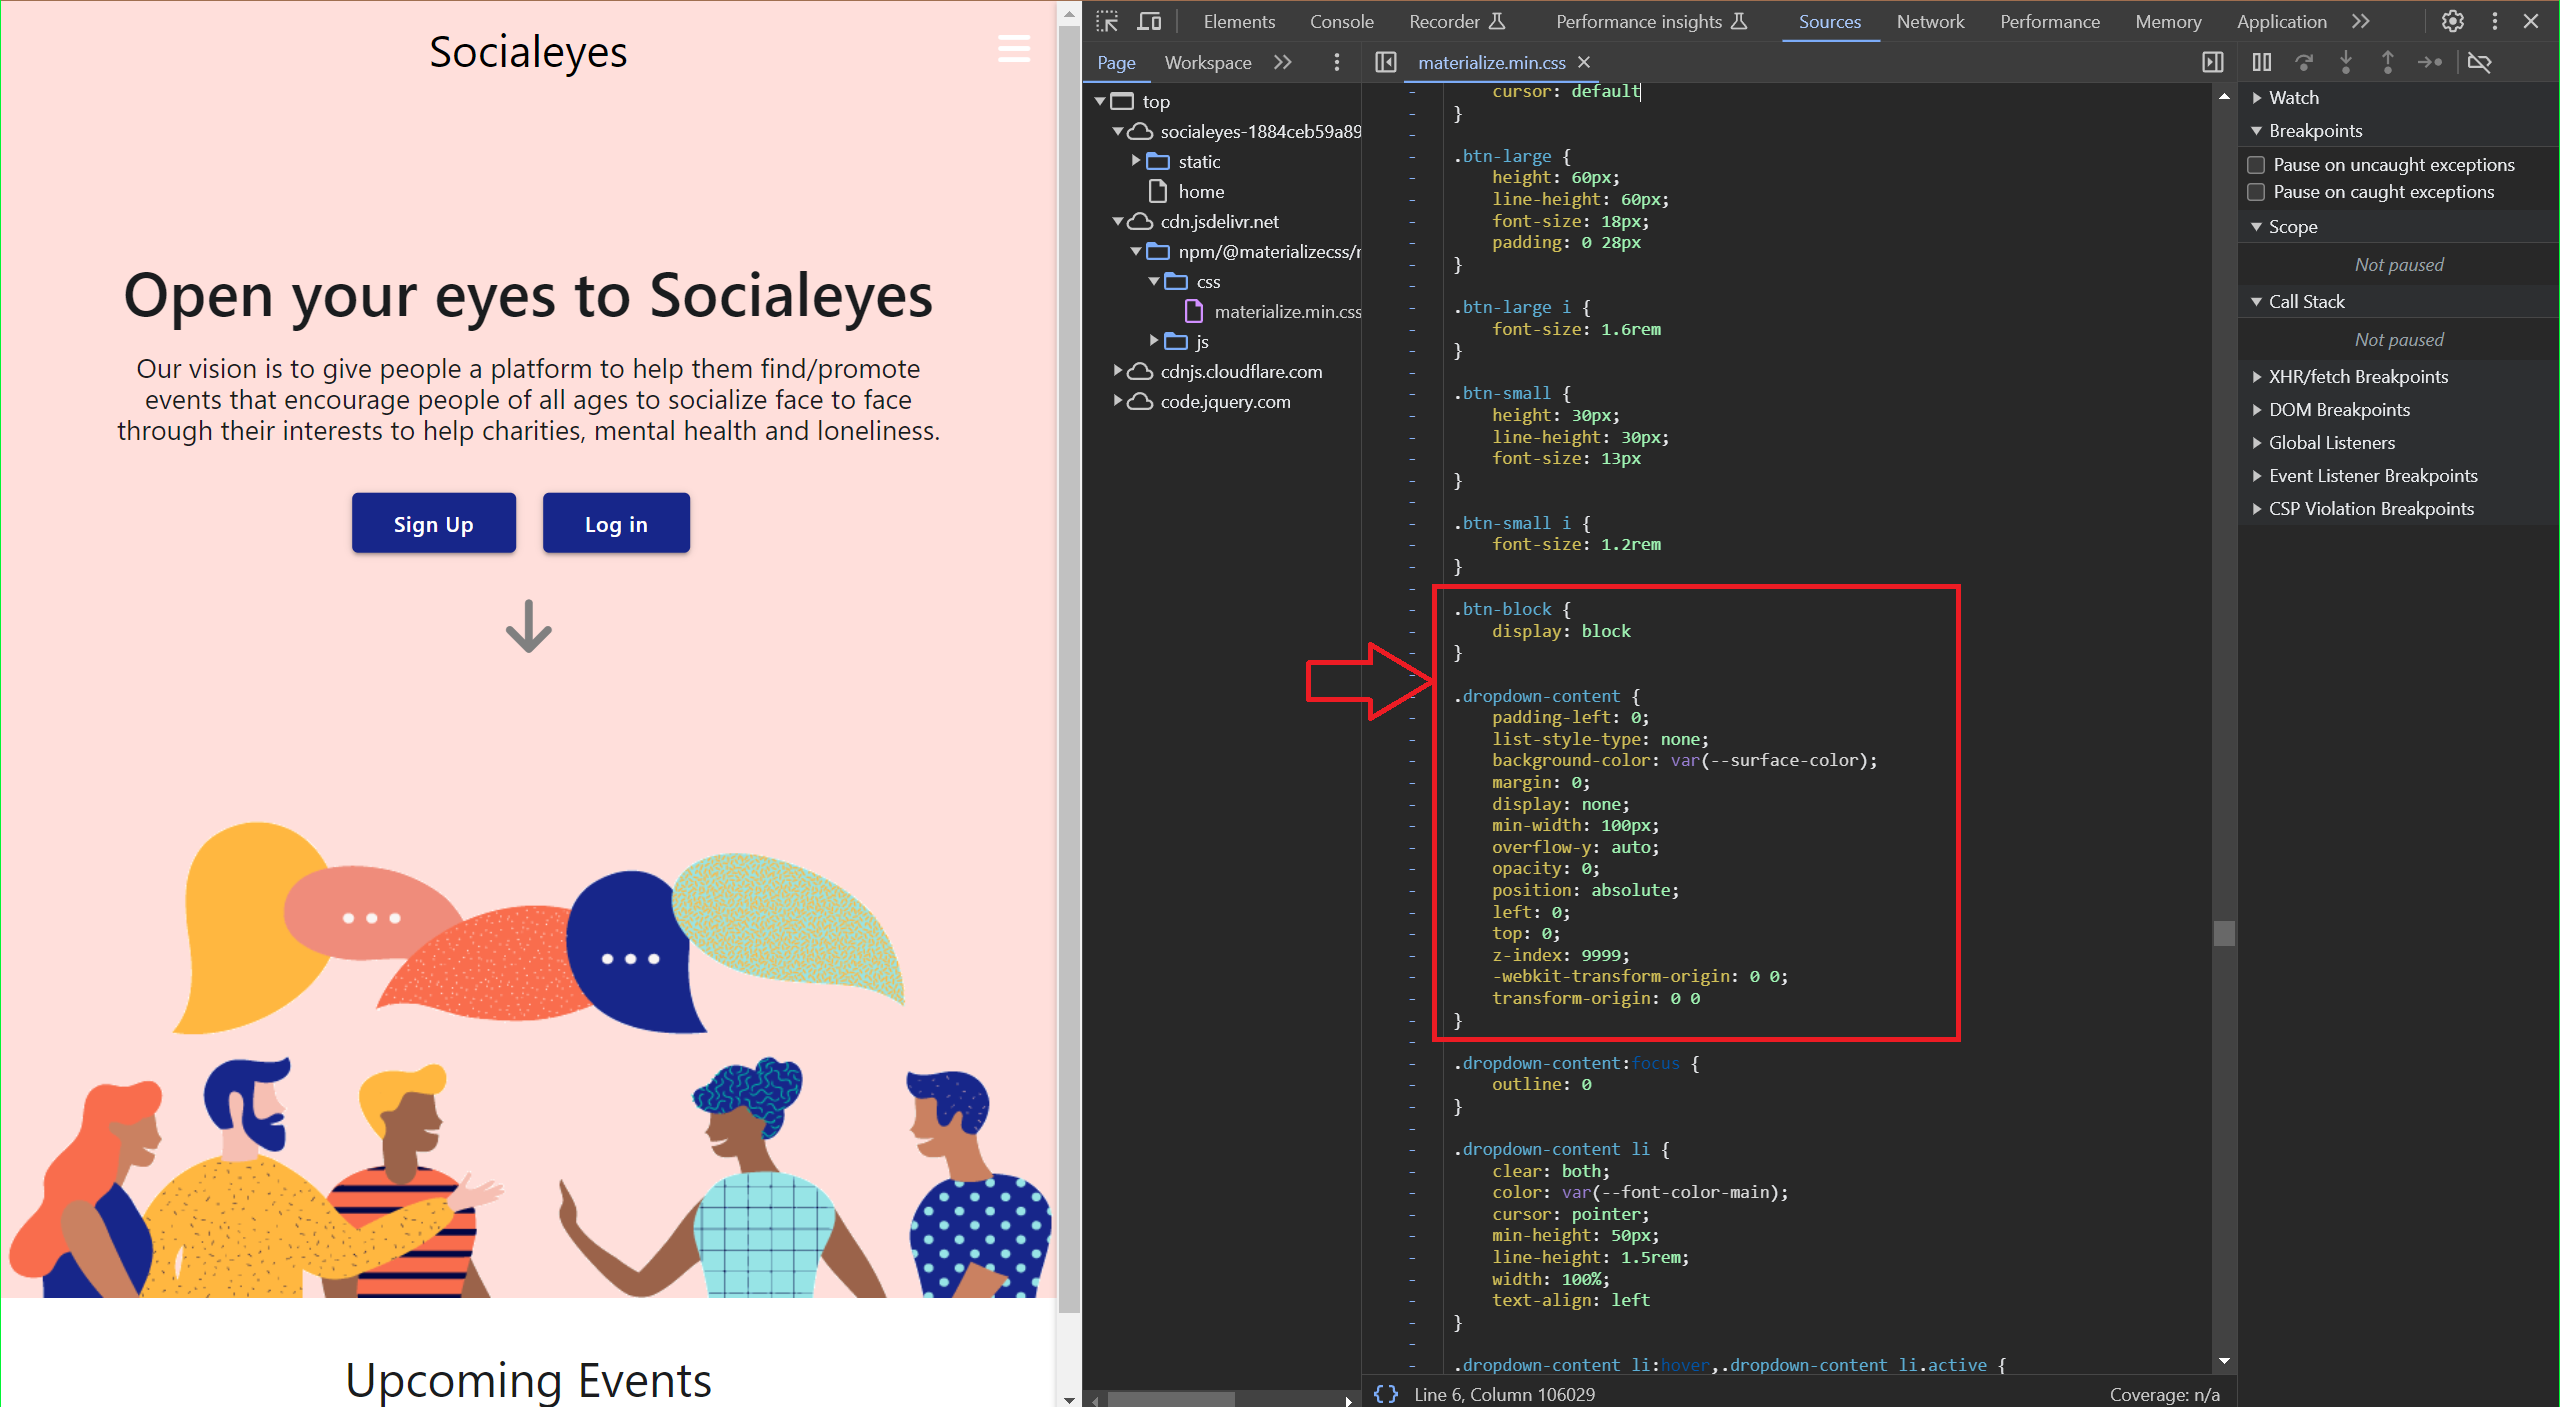 Socialeyes
Open your eyes to Socialeyes
Our vision is to give people a platform to help them find/promote
events that encourage people of all ages to socialize face to face
through their interests to help charities, mental health and loneliness.
Sign Up
Log in
Upcoming Events
Elements Console Recorder Performance insights Sources Network Performance Memory Application
Page Workspace
top
socialeyes-1884ceb59a89
static
home
cdn.jsdelivr.net
npm/@materializecss/r
css
materialize.min.css
js
cdnjs.cloudflare.com
code.jquery.com
materialize.min.css
cursor: default
}
.btn-large {
height: 60px;
line-height: 60px;
font-size: 18px;
padding: 0 28px
}
.btn-large i {
font-size: 1.6rem
}
.btn-small {
height: 30px;
line-height: 30px;
font-size: 13px
}
.btn-small i {
font-size: 1.2rem
}
.btn-block {
display: block
}
.dropdown-content {
padding-left: 0;
list-style-type: none;
background-color: var(--surface-color);
margin: 0;
display: none;
min-width: 100px;
overflow-y: auto;
opacity: 0;
position: absolute;
left: 0;
top: 0;
z-index: 9999;
-webkit-transform-origin: 0 0;
transform-origin: 0 0
}
.dropdown-content:focus {
outline: 0
}
.dropdown-content li {
clear: both;
color: var(--font-color-main);
cursor: pointer;
min-height: 50px;
line-height: 1.5rem;
width: 100%;
text-align: left
}
.dropdown-content li:hover,.dropdown-content li.active {
{ } Line 6, Column 106029
Coverage: n/a
Watch
Breakpoints
Pause on uncaught exceptions
Pause on caught exceptions
Scope
Not paused
Call Stack
Not paused
XHR/fetch Breakpoints
DOM Breakpoints
Global Listeners
Event Listener Breakpoints
CSP Violation Breakpoints